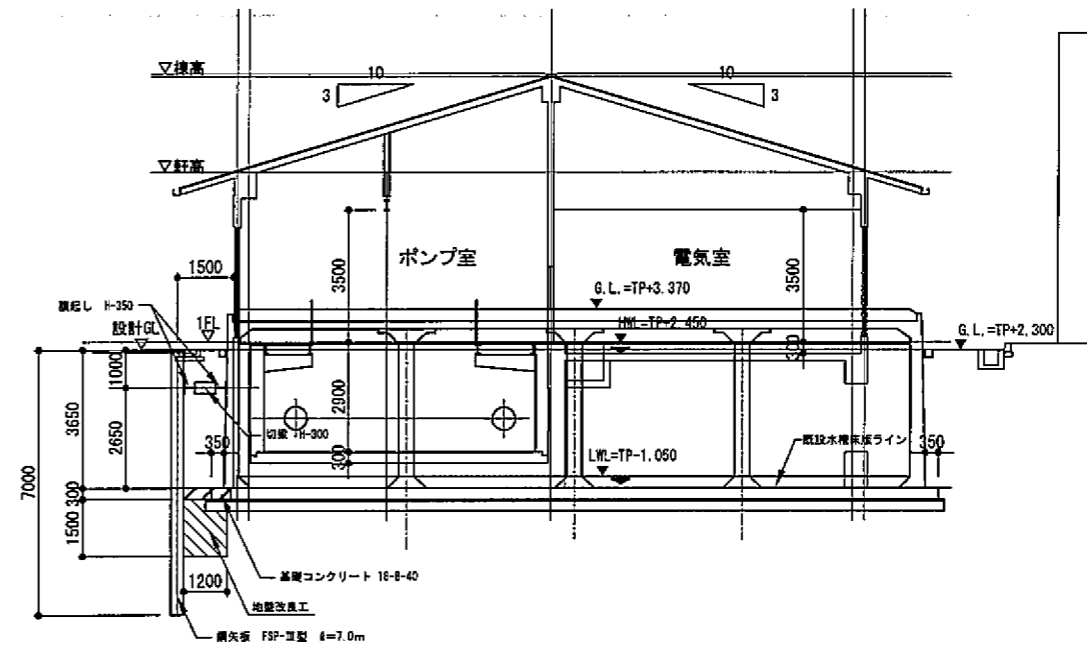 ▽棟高
10
3
10
3
▽軒高
ポンプ室
電気室
3500
3500
1500
腹起し H-350
設計GL
1FL
G.L.=TP+3.370
HWL=TP+2.450
G.L.=TP+2.300
300
1000
3650
2650
7000
2900
切梁 H-300
350
300
LWL=TP-1.050
既設水槽床版ライン
350
300
1500
1200
基礎コンクリート 18-8-40
地盤改良工
鋼矢板 FSP-Ⅲ型 ℓ=7.0m